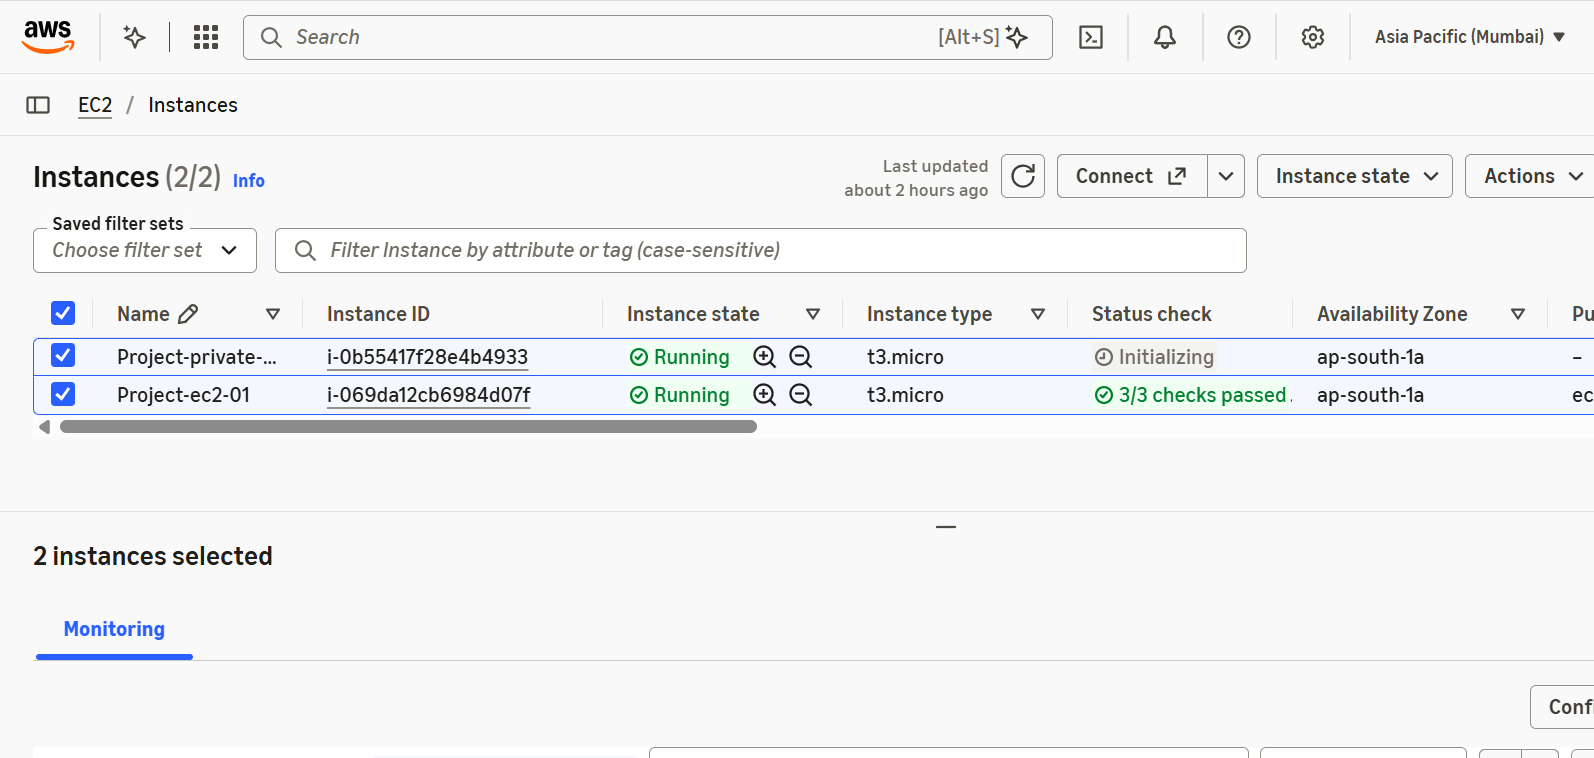 aws
Search [Alt+S]
Asia Pacific (Mumbai)
EC2 / Instances
Instances (2/2) Info
Last updated
about 2 hours ago
Connect
Instance state
Actions
Saved filter sets
Choose filter set
Filter Instance by attribute or tag (case-sensitive)
Name Instance ID Instance state Instance type Status check Availability Zone Pu
Project-private-... i-0b55417f28e4b4933 Running t3.micro Initializing ap-south-1a –
Project-ec2-01 i-069da12cb6984d07f Running t3.micro 3/3 checks passed. ap-south-1a ec
2 instances selected
Monitoring
Confi